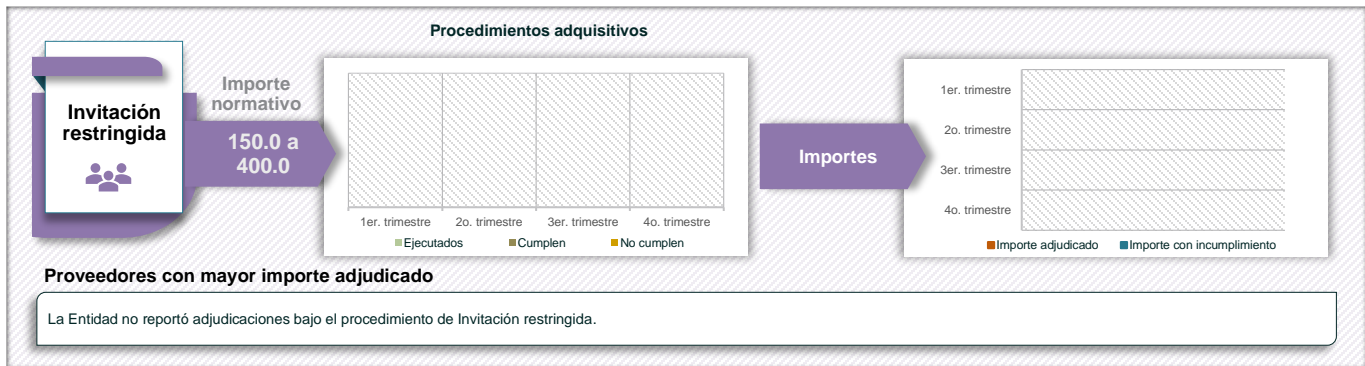 Procedimientos adquisitivos
Invitación
restringida
Importe
normativo
150.0 a
400.0
1er. trimestre
2o. trimestre
3er. trimestre
4o. trimestre
Ejecutados
Cumplen
No cumplen
Importes
1er. trimestre
2o. trimestre
3er. trimestre
4o. trimestre
Importe adjudicado
Importe con incumplimiento
Proveedores con mayor importe adjudicado
La Entidad no reportó adjudicaciones bajo el procedimiento de Invitación restringida.